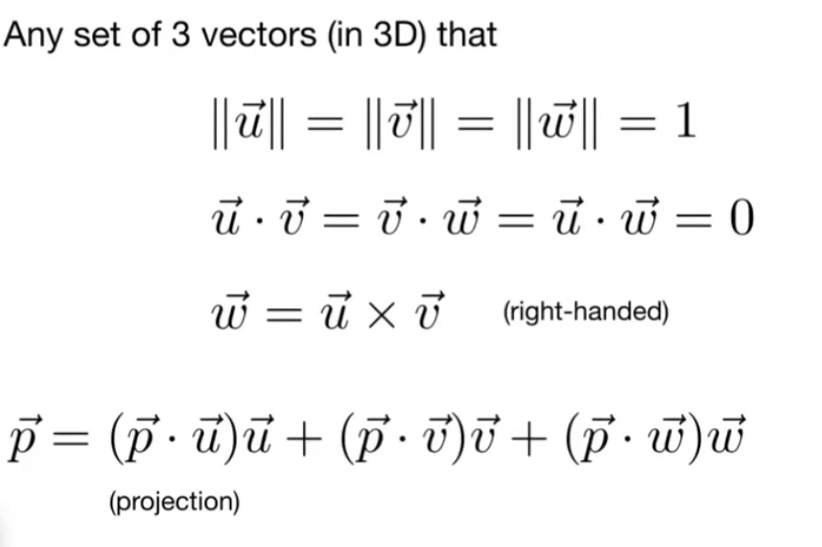 Any set of 3 vectors (in 3D) that
‖u⃗‖ = ‖v⃗‖ = ‖w⃗‖ = 1
u⃗ · v⃗ = v⃗ · w⃗ = u⃗ · w⃗ = 0
w⃗ = u⃗ × v⃗ (right-handed)
p⃗ = (p⃗ · u⃗)u⃗ + (p⃗ · v⃗)v⃗ + (p⃗ · w⃗)w⃗
(projection)